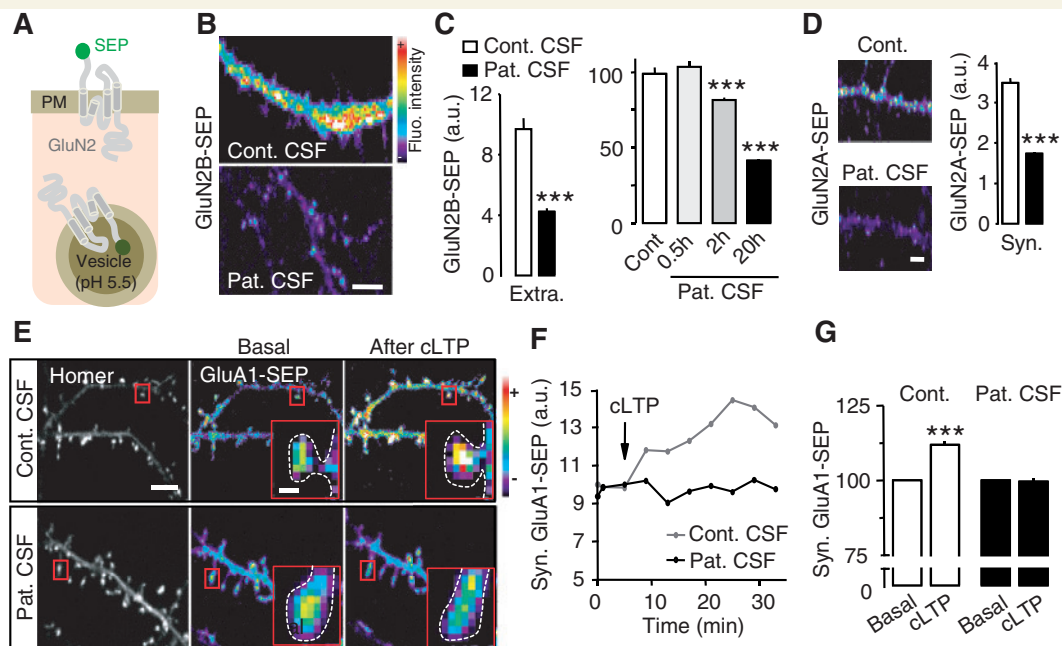 A
SEP
PM
GluN2
Vesicle
(pH 5.5)
B
GluN2B-SEP
Cont. CSF
Pat. CSF
+
Fluo. intensity
-
C
Cont. CSF
Pat. CSF
GluN2B-SEP (a.u.)
12
8
4
0
Extra.
***
100
75
50
25
0
***
***
Cont
0.5h
2h
20h
Pat. CSF
D
Cont.
Pat. CSF
GluN2A-SEP
GluN2A-SEP (a.u.)
4
3
2
1
0
***
Syn.
E
Basal
After cLTP
Cont. CSF
Homer
GluA1-SEP
+
-
Pat. CSF
F
Syn. GluA1-SEP (a.u.)
15
13
11
9
7
5
cLTP
Cont. CSF
Pat. CSF
0
10
20
30
Time (min)
G
Cont.
Pat. CSF
Syn. GluA1-SEP
125
100
75
0
***
Basal
cLTP
Basal
cLTP